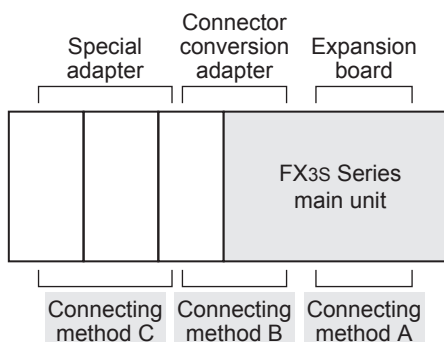 Special
adapter
Connector
conversion
adapter
Expansion
board
FX3S Series
main unit
Connecting
method C
Connecting
method B
Connecting
method A